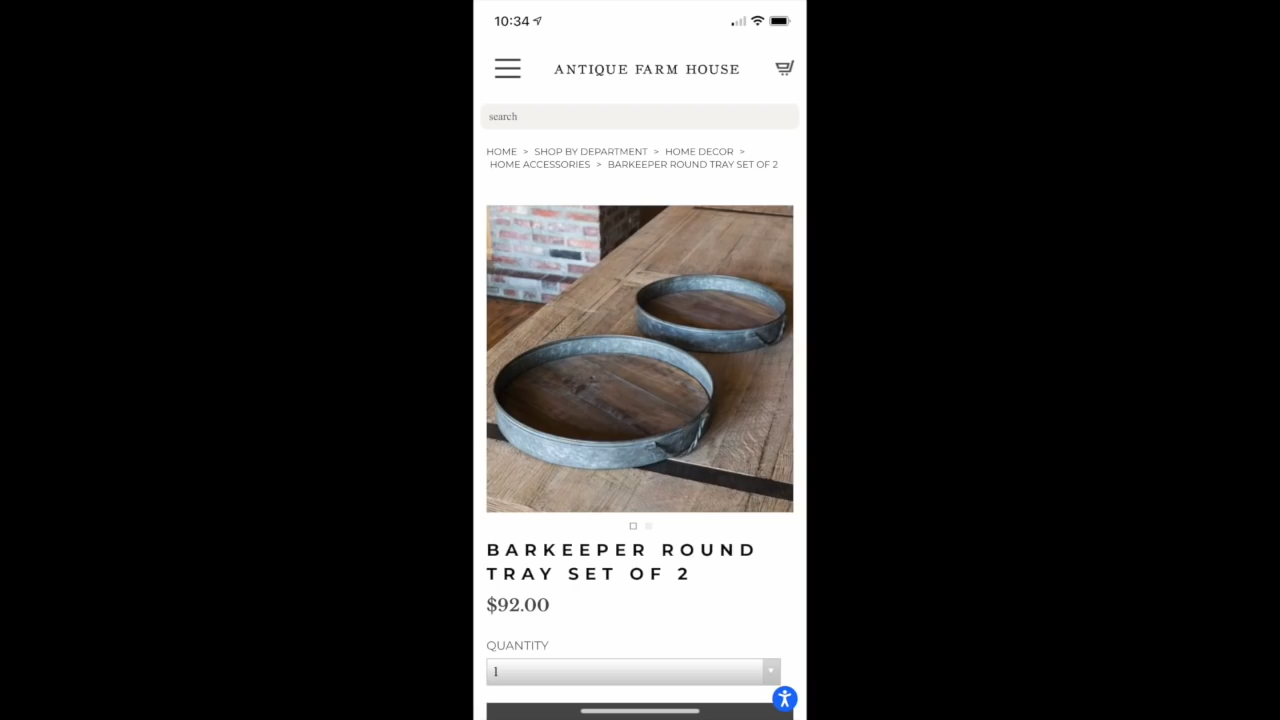 10:34
ANTIQUE FARM HOUSE
search
HOME > SHOP BY DEPARTMENT > HOME DECOR >
HOME ACCESSORIES > BARKEEPER ROUND TRAY SET OF 2
BARKEEPER ROUND
TRAY SET OF 2
$92.00
QUANTITY
1